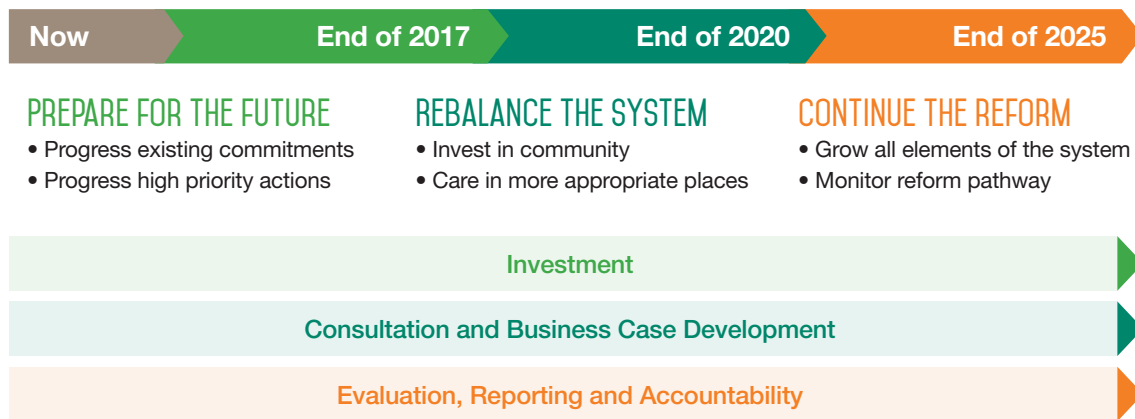 Now
End of 2017
End of 2020
End of 2025
PREPARE FOR THE FUTURE
• Progress existing commitments
• Progress high priority actions
REBALANCE THE SYSTEM
• Invest in community
• Care in more appropriate places
CONTINUE THE REFORM
• Grow all elements of the system
• Monitor reform pathway
Investment
Consultation and Business Case Development
Evaluation, Reporting and Accountability